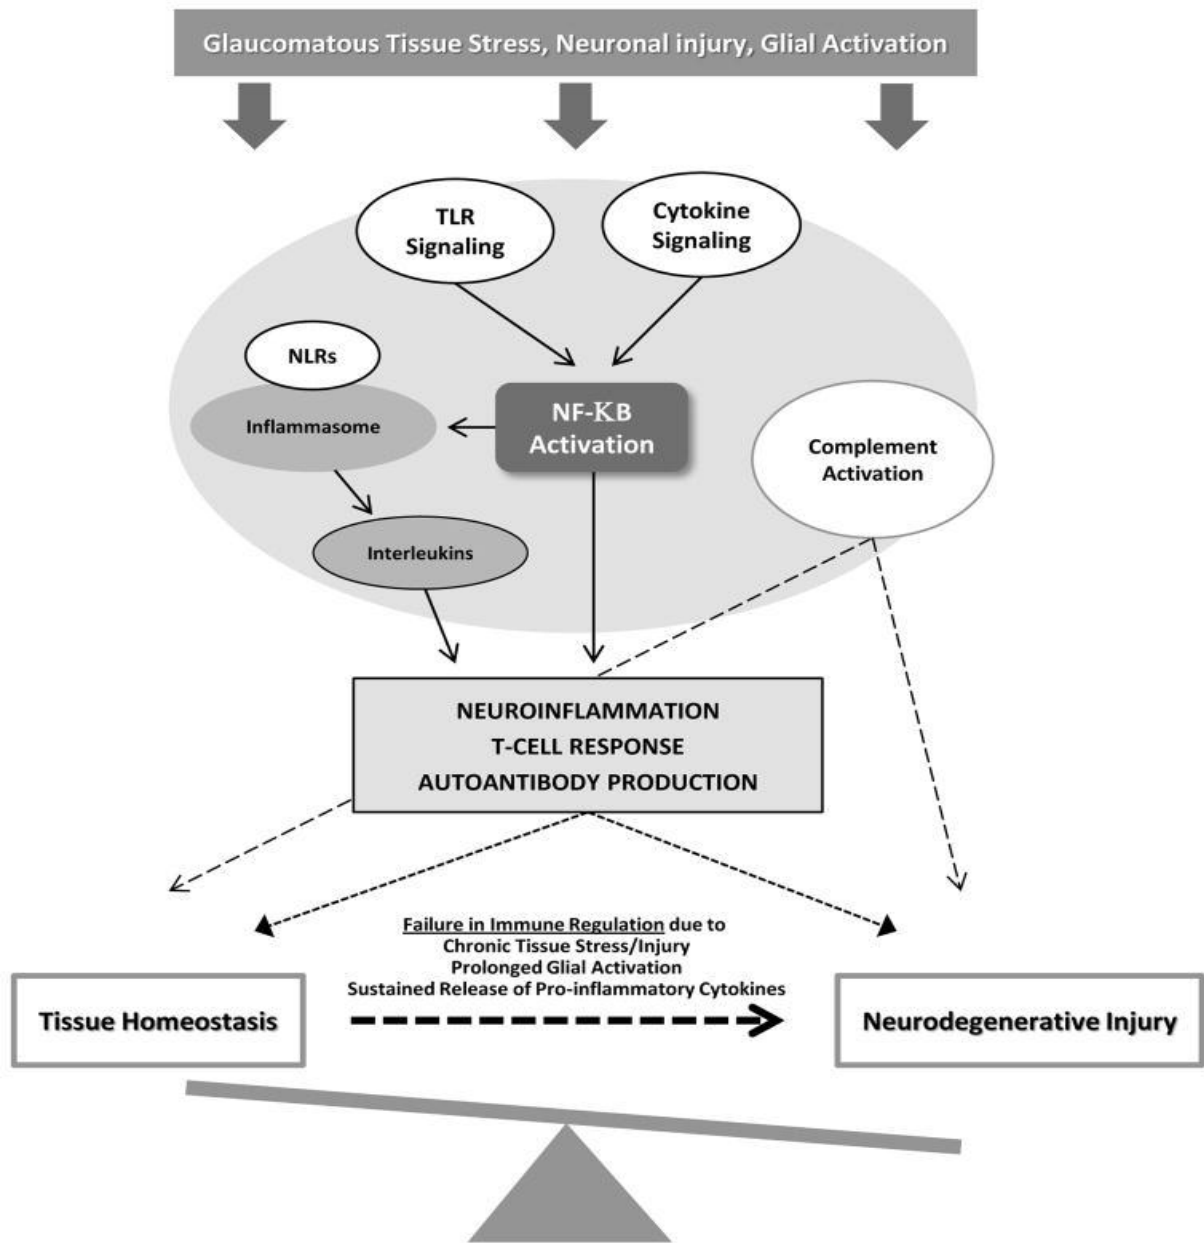 Glaucomatous Tissue Stress, Neuronal injury, Glial Activation
TLR
Signaling
Cytokine
Signaling
NLRs
Inflammasome
NF-ΚB
Activation
Complement
Activation
Interleukins
NEUROINFLAMMATION
T-CELL RESPONSE
AUTOANTIBODY PRODUCTION
Failure in Immune Regulation due to
Chronic Tissue Stress/Injury
Prolonged Glial Activation
Sustained Release of Pro-inflammatory Cytokines
Tissue Homeostasis
Neurodegenerative Injury